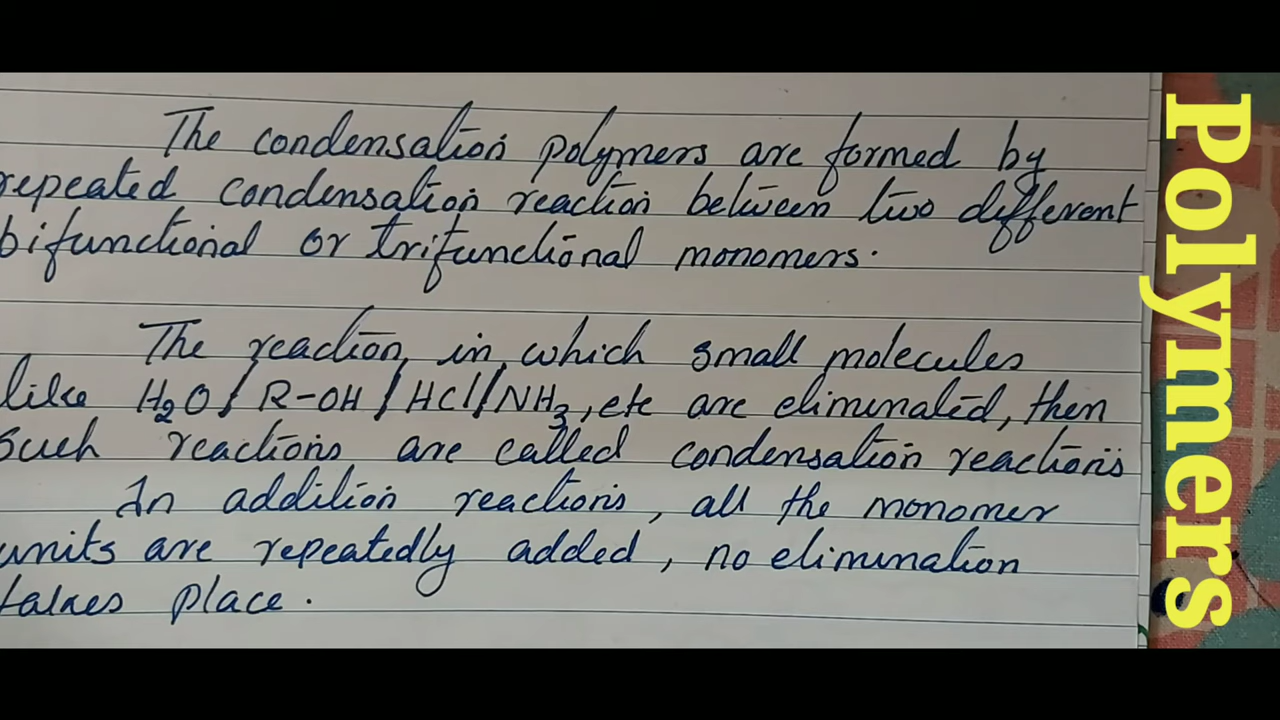 The condensation polymers are formed by
repeated condensation reaction between two different
bifunctional or trifunctional monomers.
The reaction, in which small molecules
like H₂O / R-OH / HCl / NH₃, etc are eliminated, then
such reactions are called condensation reactions
In addition reactions, all the monomer
units are repeatedly added, no elimination
takes place.
Polymers